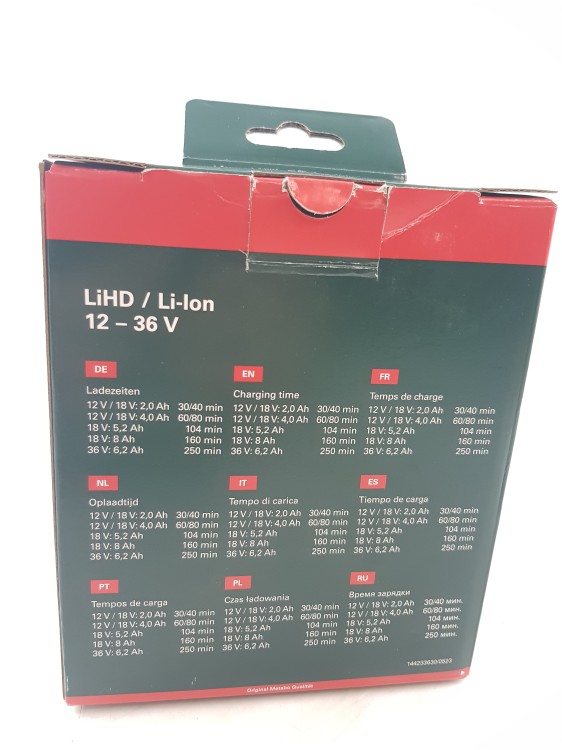 LiHD / Li-Ion
12 – 36 V
DE
Ladezeiten
12 V / 18 V: 2,0 Ah 30/40 min
12 V / 18 V: 4,0 Ah 60/80 min
18 V: 5,2 Ah 104 min
18 V: 8 Ah 160 min
36 V: 6,2 Ah 250 min
EN
Charging time
12 V / 18 V: 2,0 Ah 30/40 min
12 V / 18 V: 4,0 Ah 60/80 min
18 V: 5,2 Ah 104 min
18 V: 8 Ah 160 min
36 V: 6,2 Ah 250 min
FR
Temps de charge
12 V / 18 V: 2,0 Ah 30/40 min
12 V / 18 V: 4,0 Ah 60/80 min
18 V: 5,2 Ah 104 min
18 V: 8 Ah 160 min
36 V: 6,2 Ah 250 min
NL
Oplaadtijd
12 V / 18 V: 2,0 Ah 30/40 min
12 V / 18 V: 4,0 Ah 60/80 min
18 V: 5,2 Ah 104 min
18 V: 8 Ah 160 min
36 V: 6,2 Ah 250 min
IT
Tempo di carica
12 V / 18 V: 2,0 Ah 30/40 min
12 V / 18 V: 4,0 Ah 60/80 min
18 V: 5,2 Ah 104 min
18 V: 8 Ah 160 min
36 V: 6,2 Ah 250 min
ES
Tiempo de carga
12 V / 18 V: 2,0 Ah 30/40 min
12 V / 18 V: 4,0 Ah 60/80 min
18 V: 5,2 Ah 104 min
18 V: 8 Ah 160 min
36 V: 6,2 Ah 250 min
PT
Tempos de carga
12 V / 18 V: 2,0 Ah 30/40 min
12 V / 18 V: 4,0 Ah 60/80 min
18 V: 5,2 Ah 104 min
18 V: 8 Ah 160 min
36 V: 6,2 Ah 250 min
PL
Czas ładowania
12 V / 18 V: 2,0 Ah 30/40 min
12 V / 18 V: 4,0 Ah 60/80 min
18 V: 5,2 Ah 104 min
18 V: 8 Ah 160 min
36 V: 6,2 Ah 250 min
RU
Время зарядки
12 V / 18 V: 2,0 Ah 30/40 мин.
12 V / 18 V: 4,0 Ah 60/80 мин.
18 V: 5,2 Ah 104 мин.
18 V: 8 Ah 160 мин.
36 V: 6,2 Ah 250 мин.
144233630/0523
Original Metabo Qualität